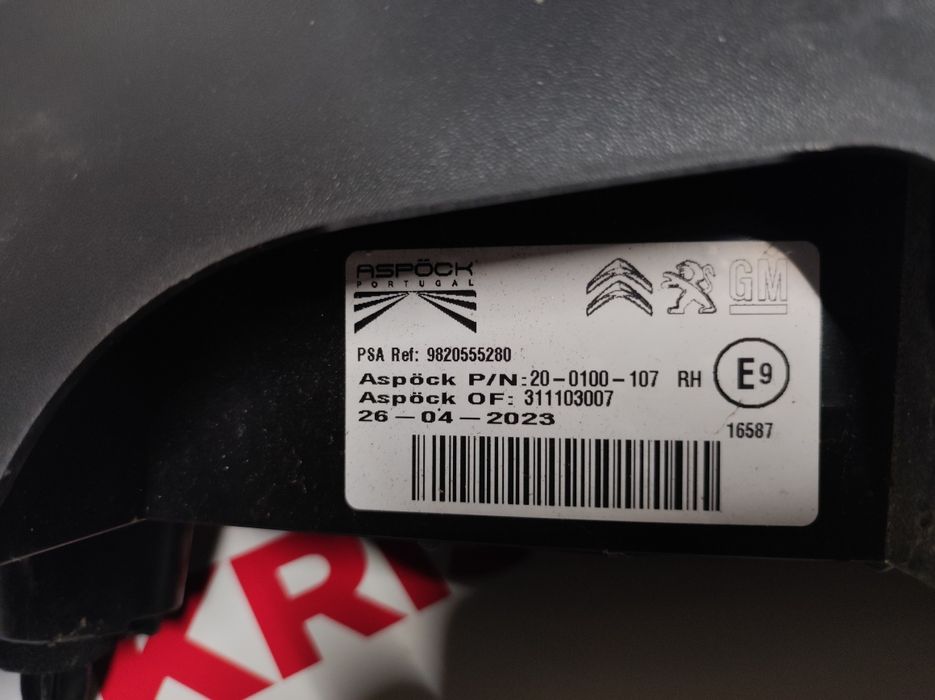 ASPÖCK
PORTUGAL
GM
PSA Ref: 9820555280
Aspöck P/N:20-0100-107 RH
E9
Aspöck OF: 311103007
26-04-2023
16587
KRIS